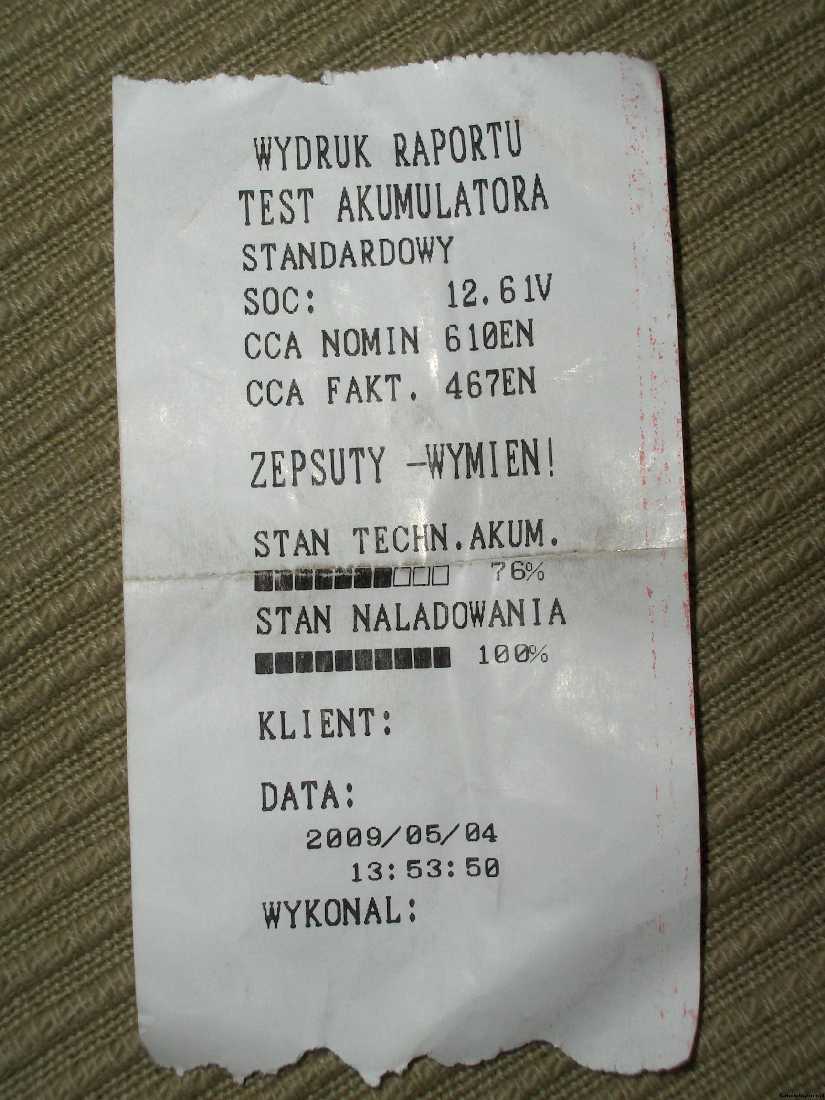 WYDRUK RAPORTU
TEST AKUMULATORA
STANDARDOWY
SOC: 12.61V
CCA NOMIN 610EN
CCA FAKT. 467EN
ZEPSUTY -WYMIEN!
STAN TECHN.AKUM.
76%
STAN NALADOWANIA
100%
KLIENT:
DATA:
2009/05/04
13:53:50
WYKONAL: